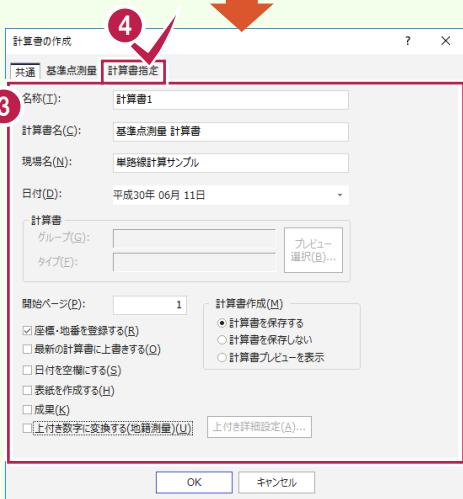 4
計算書の作成 ? ×
共通 基準点測量 計算書指定
3
名称(T): 計算書1
計算書名(C): 基準点測量 計算書
現場名(N): 単路線計算サンプル
日付(D): 平成30年 06月 11日
計算書
グループ(G):
タイプ(F):
プレビュー
選択(B)...
開始ページ(P): 1
計算書作成(M)
計算書を保存する
計算書を保存しない
計算書プレビューを表示
座標・地番を登録する(R)
最新の計算書に上書きする(O)
日付を空欄にする(S)
表紙を作成する(H)
成果(K)
上付き数字に変換する(地籍測量)(U)
上付き詳細設定(A)...
OK キャンセル